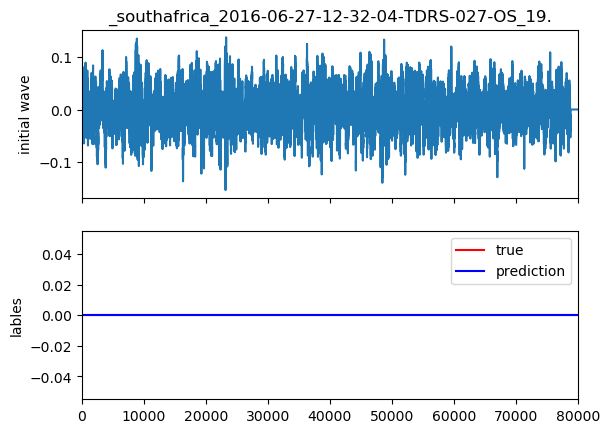 _southafrica_2016-06-27-12-32-04-TDRS-027-OS_19.
initial wave
0.1
0.0
−0.1
lables
0.04
0.02
0.00
−0.02
−0.04
true
prediction
0 10000 20000 30000 40000 50000 60000 70000 80000